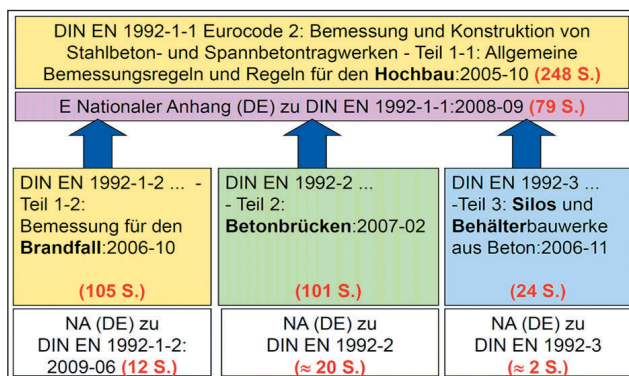 DIN EN 1992-1-1 Eurocode 2: Bemessung und Konstruktion von
Stahlbeton- und Spannbetontragwerken - Teil 1-1: Allgemeine
Bemessungsregeln und Regeln für den Hochbau:2005-10 (248 S.)
E Nationaler Anhang (DE) zu DIN EN 1992-1-1:2008-09 (79 S.)
DIN EN 1992-1-2 ... -
Teil 1-2:
Bemessung für den
Brandfall:2006-10
(105 S.)
DIN EN 1992-2 ...
- Teil 2:
Betonbrücken:2007-02
(101 S.)
DIN EN 1992-3 ...
-Teil 3: Silos und
Behälterbauwerke
aus Beton:2006-11
(24 S.)
NA (DE) zu
DIN EN 1992-1-2:
2009-06 (12 S.)
NA (DE) zu
DIN EN 1992-2
(≈ 20 S.)
NA (DE) zu
DIN EN 1992-3
(≈ 2 S.)